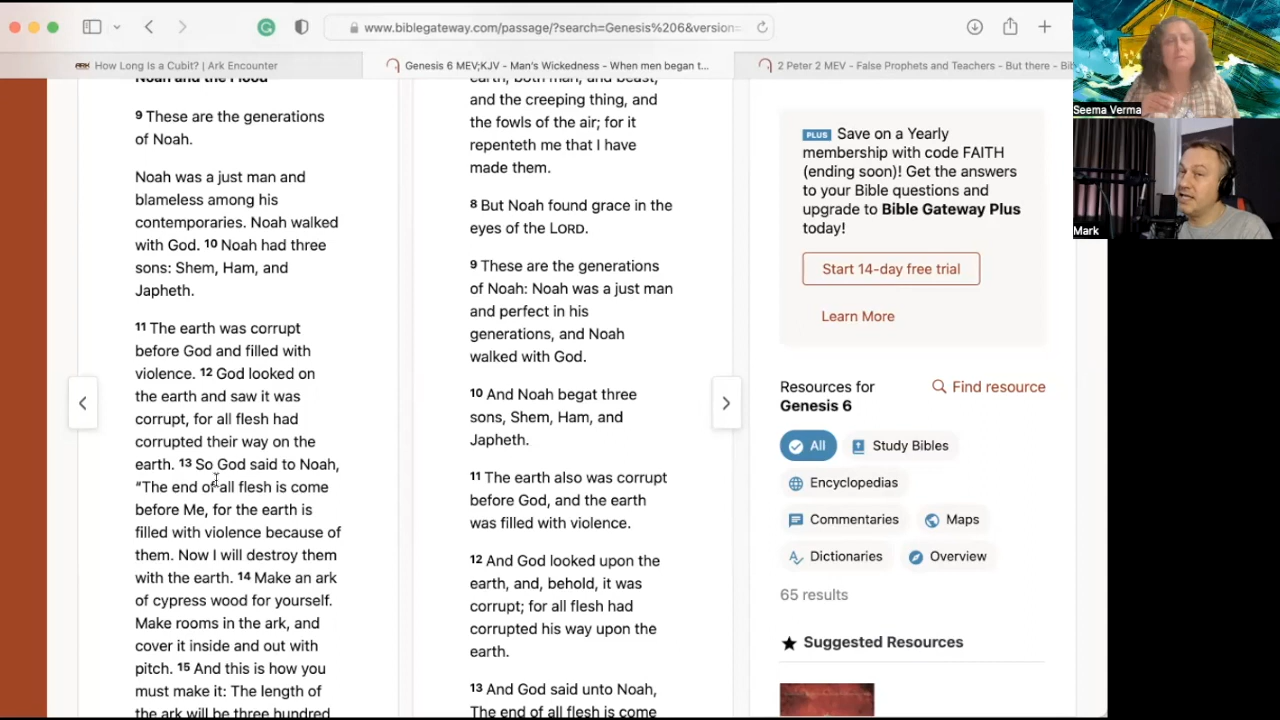 www.biblegateway.com/passage/?search=Genesis%206&version=
How Long Is a Cubit? | Ark Encounter
Genesis 6 MEV;KJV - Man's Wickedness - When men began t...
2 Peter 2 MEV - False Prophets and Teachers - But there - Bib
Noah and the Flood
9 These are the generations
of Noah.
Noah was a just man and
blameless among his
contemporaries. Noah walked
with God. 10 Noah had three
sons: Shem, Ham, and
Japheth.
11 The earth was corrupt
before God and filled with
violence. 12 God looked on
the earth and saw it was
corrupt, for all flesh had
corrupted their way on the
earth. 13 So God said to Noah,
“The end of all flesh is come
before Me, for the earth is
filled with violence because of
them. Now I will destroy them
with the earth. 14 Make an ark
of cypress wood for yourself.
Make rooms in the ark, and
cover it inside and out with
pitch. 15 And this is how you
must make it: The length of
the ark will be three hundred
earth, both man, and beast,
and the creeping thing, and
the fowls of the air; for it
repenteth me that I have
made them.
8 But Noah found grace in the
eyes of the LORD.
9 These are the generations
of Noah: Noah was a just man
and perfect in his
generations, and Noah
walked with God.
10 And Noah begat three
sons, Shem, Ham, and
Japheth.
11 The earth also was corrupt
before God, and the earth
was filled with violence.
12 And God looked upon the
earth, and, behold, it was
corrupt; for all flesh had
corrupted his way upon the
earth.
13 And God said unto Noah,
The end of all flesh is come
PLUS Save on a Yearly
membership with code FAITH
(ending soon)! Get the answers
to your Bible questions and
upgrade to Bible Gateway Plus
today!
Start 14-day free trial
Learn More
Resources for
Genesis 6
Find resource
All
Study Bibles
Encyclopedias
Commentaries
Maps
Dictionaries
Overview
65 results
Suggested Resources
Seema Verma
Mark